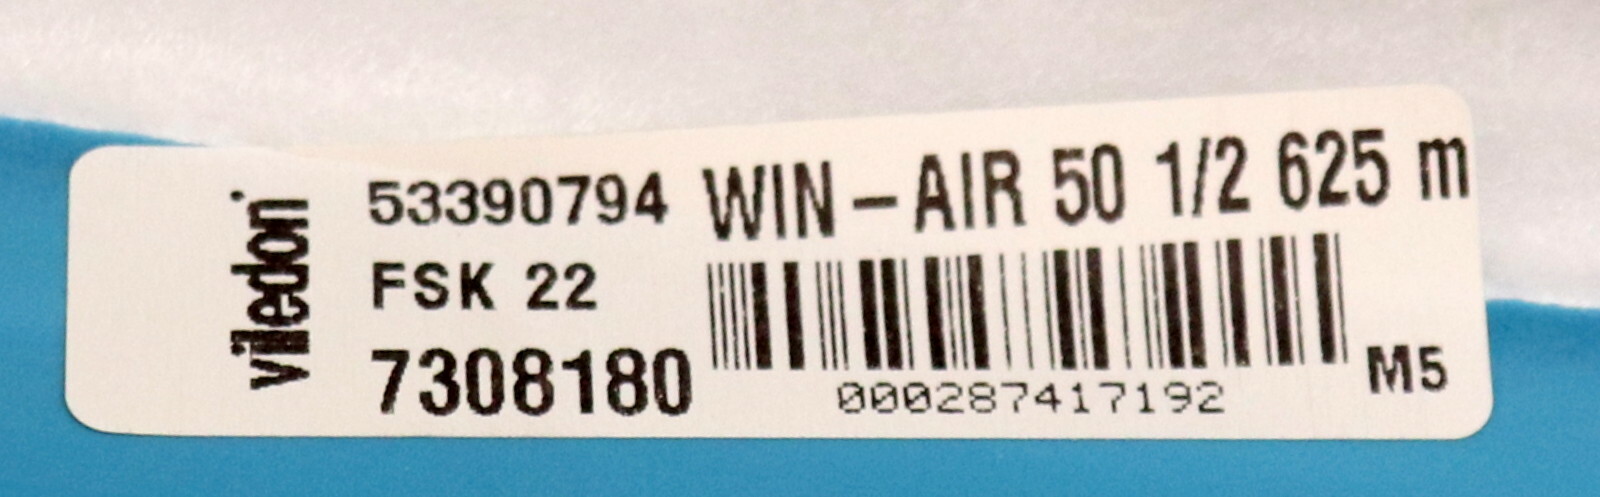 viledon
53390794 WIN-AIR 50 1/2 625 m
FSK 22
7308180
000287417192
M5